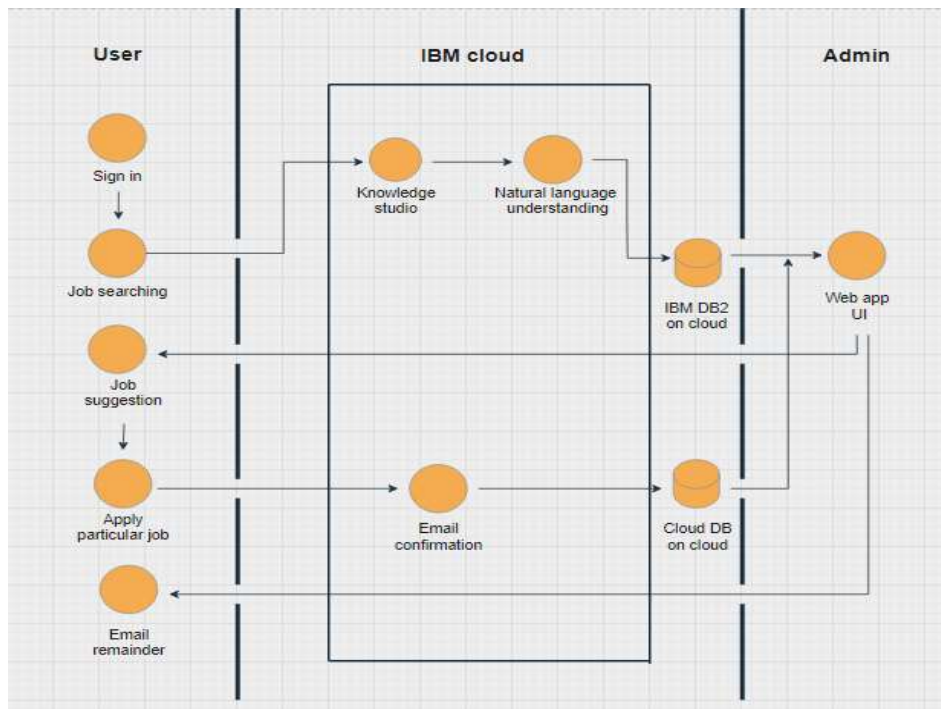 User
IBM cloud
Admin
Sign in
Knowledge
studio
Natural language
understanding
Job searching
IBM DB2
on cloud
Web app
UI
Job
suggestion
Apply
particular job
Email
confirmation
Cloud DB
on cloud
Email
remainder